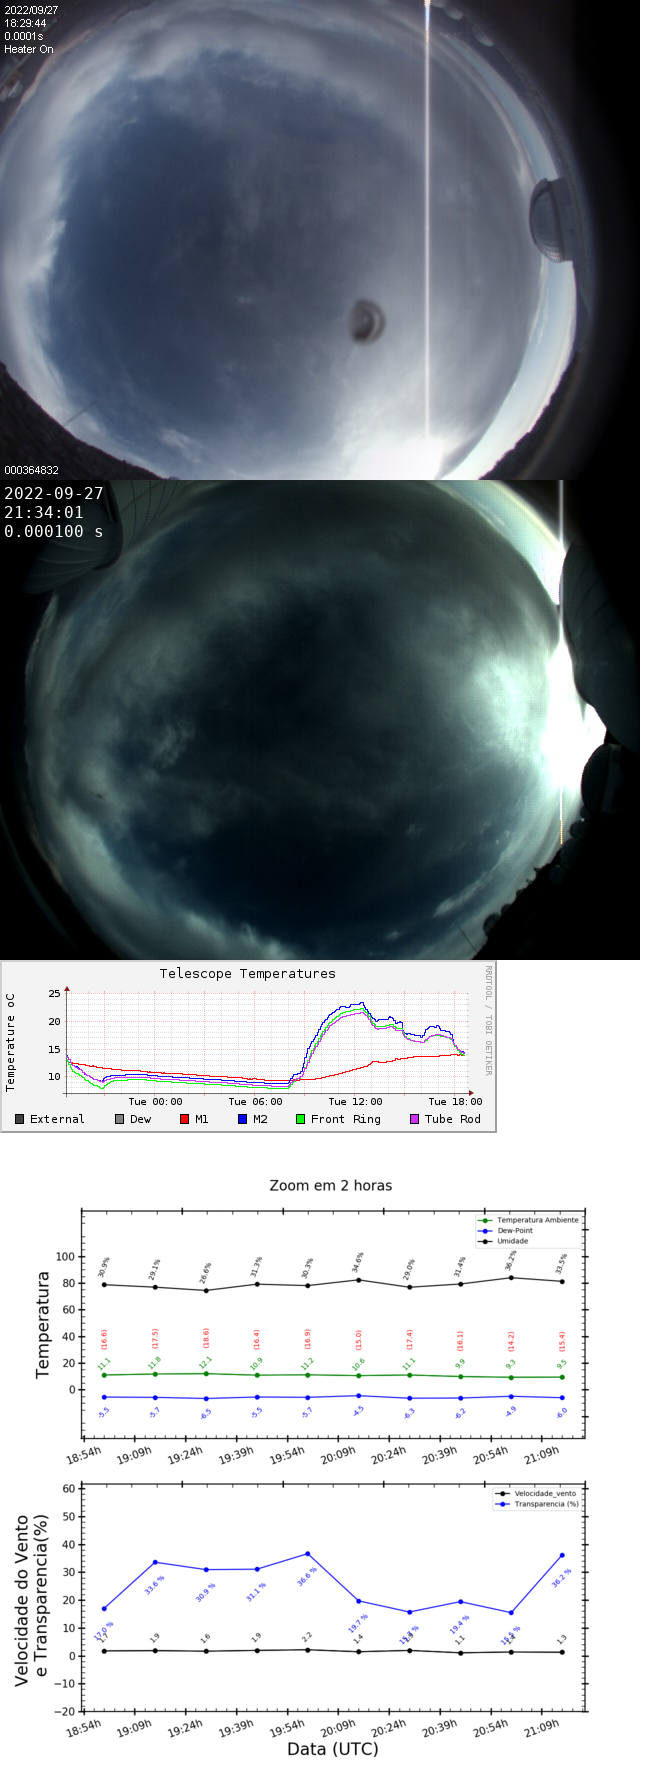 2022/09/27
18:29:44
0.0001s
Heater On
000364832
2022-09-27
21:34:01
0.000100 s
Telescope Temperatures
RRDTOOL / TOBI OETIKER
Temperature oC
25
20
15
10
Tue 00:00 Tue 06:00 Tue 12:00 Tue 18:00
External Dew M1 M2 Front Ring Tube Rod
Zoom em 2 horas
Temperatura Ambiente
Dew-Point
Umidade
Temperatura
100
80
60
40
20
0
30.9% 29.1% 26.6% 31.3% 30.3% 34.6% 29.0% 31.4% 36.2% 33.5%
(16.6) (17.5) (18.6) (16.4) (16.9) (15.0) (17.4) (16.1) (14.2) (15.4)
11.1 11.8 12.1 10.9 11.2 10.6 11.1 9.9 9.3 9.5
-5.5 -5.7 -6.5 -5.5 -5.7 -4.5 -6.3 -6.2 -4.9 -6.0
18:54h 19:09h 19:24h 19:39h 19:54h 20:09h 20:24h 20:39h 20:54h 21:09h
Velocidade_vento
Transparencia (%)
Velocidade do Vento
e Transparencia(%)
60
50
40
30
20
10
0
−10
−20
17.0 % 33.6 % 30.9 % 31.1 % 36.6 % 19.7 % 19.4 % 36.2 %
1.7 1.9 1.6 1.9 2.2 1.4 1.1 1.3
18:54h 19:09h 19:24h 19:39h 19:54h 20:09h 20:24h 20:39h 20:54h 21:09h
Data (UTC)